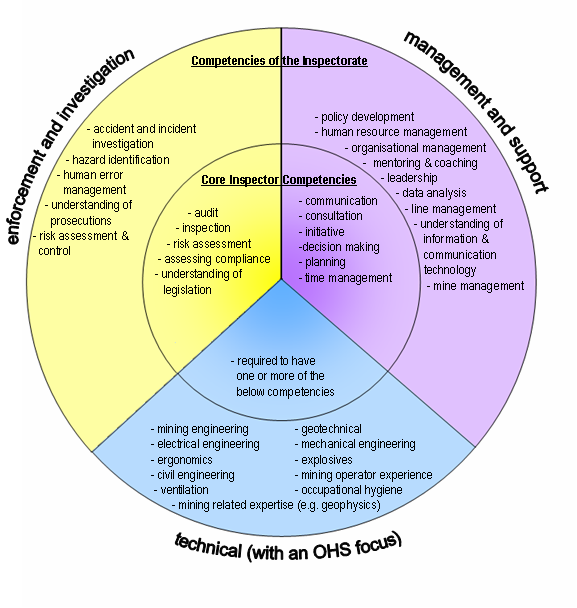 enforcement and investigation
management and support
Competencies of the Inspectorate
- accident and incident
investigation
- hazard identification
- human error
management
- understanding of
prosecutions
- risk assessment &
control
- policy development
- human resource management
- organisational management
- mentoring & coaching
- leadership
- data analysis
- line management
- understanding of
information &
communication
technology
- mine management
Core Inspector Competencies
- audit
- inspection
- risk assessment
- assessing compliance
- understanding of
legislation
- communication
- consultation
- initiative
-decision making
- planning
- time management
- required to have
one or more of the
below competencies
- mining engineering
- electrical engineering
- ergonomics
- civil engineering
- ventilation
- geotechnical
- mechanical engineering
- explosives
- mining operator experience
- occupational hygiene
- mining related expertise (e.g. geophysics)
technical (with an OHS focus)